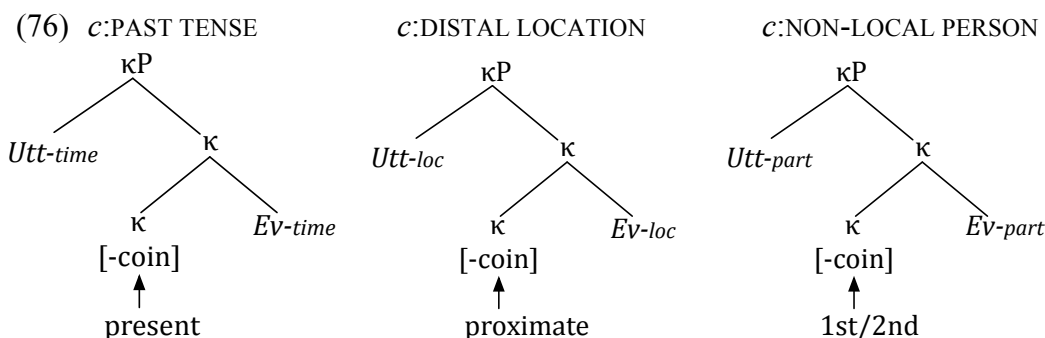 (76) c:PAST TENSE c:DISTAL LOCATION c:NON-LOCAL PERSON
κP κP κP
Utt-time κ Utt-loc κ Utt-part κ
κ Ev-time κ Ev-loc κ Ev-part
[-coin] [-coin] [-coin]
present proximate 1st/2nd